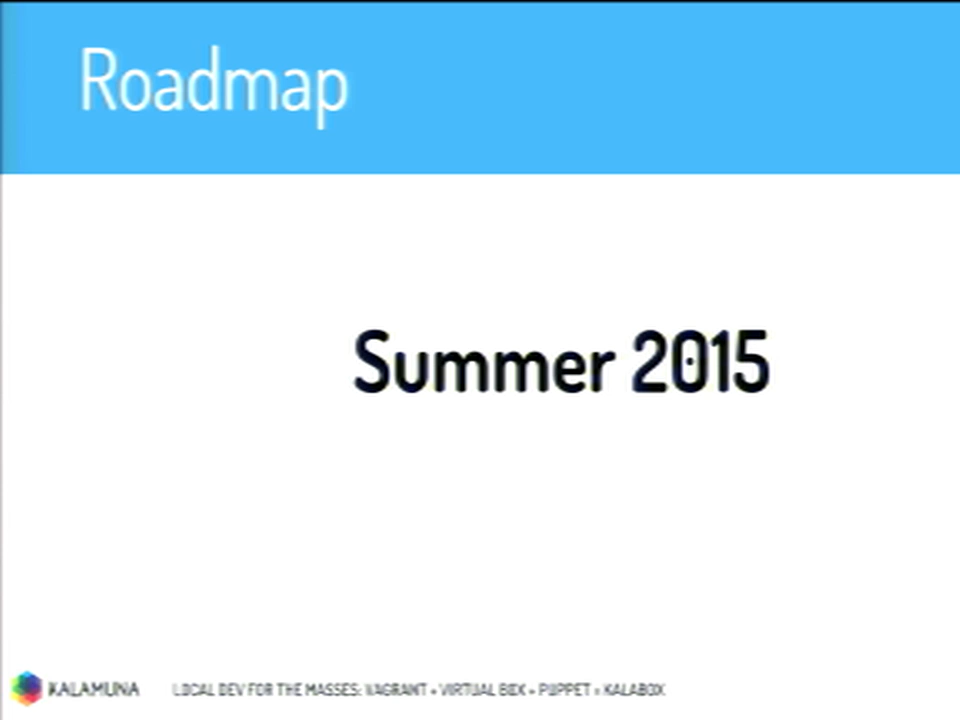 Roadmap
Summer 2015
KALAMUNA
LOCAL DEV FOR THE MASSES: VAGRANT + VIRTUAL BOX + PUPPET = KALABOX